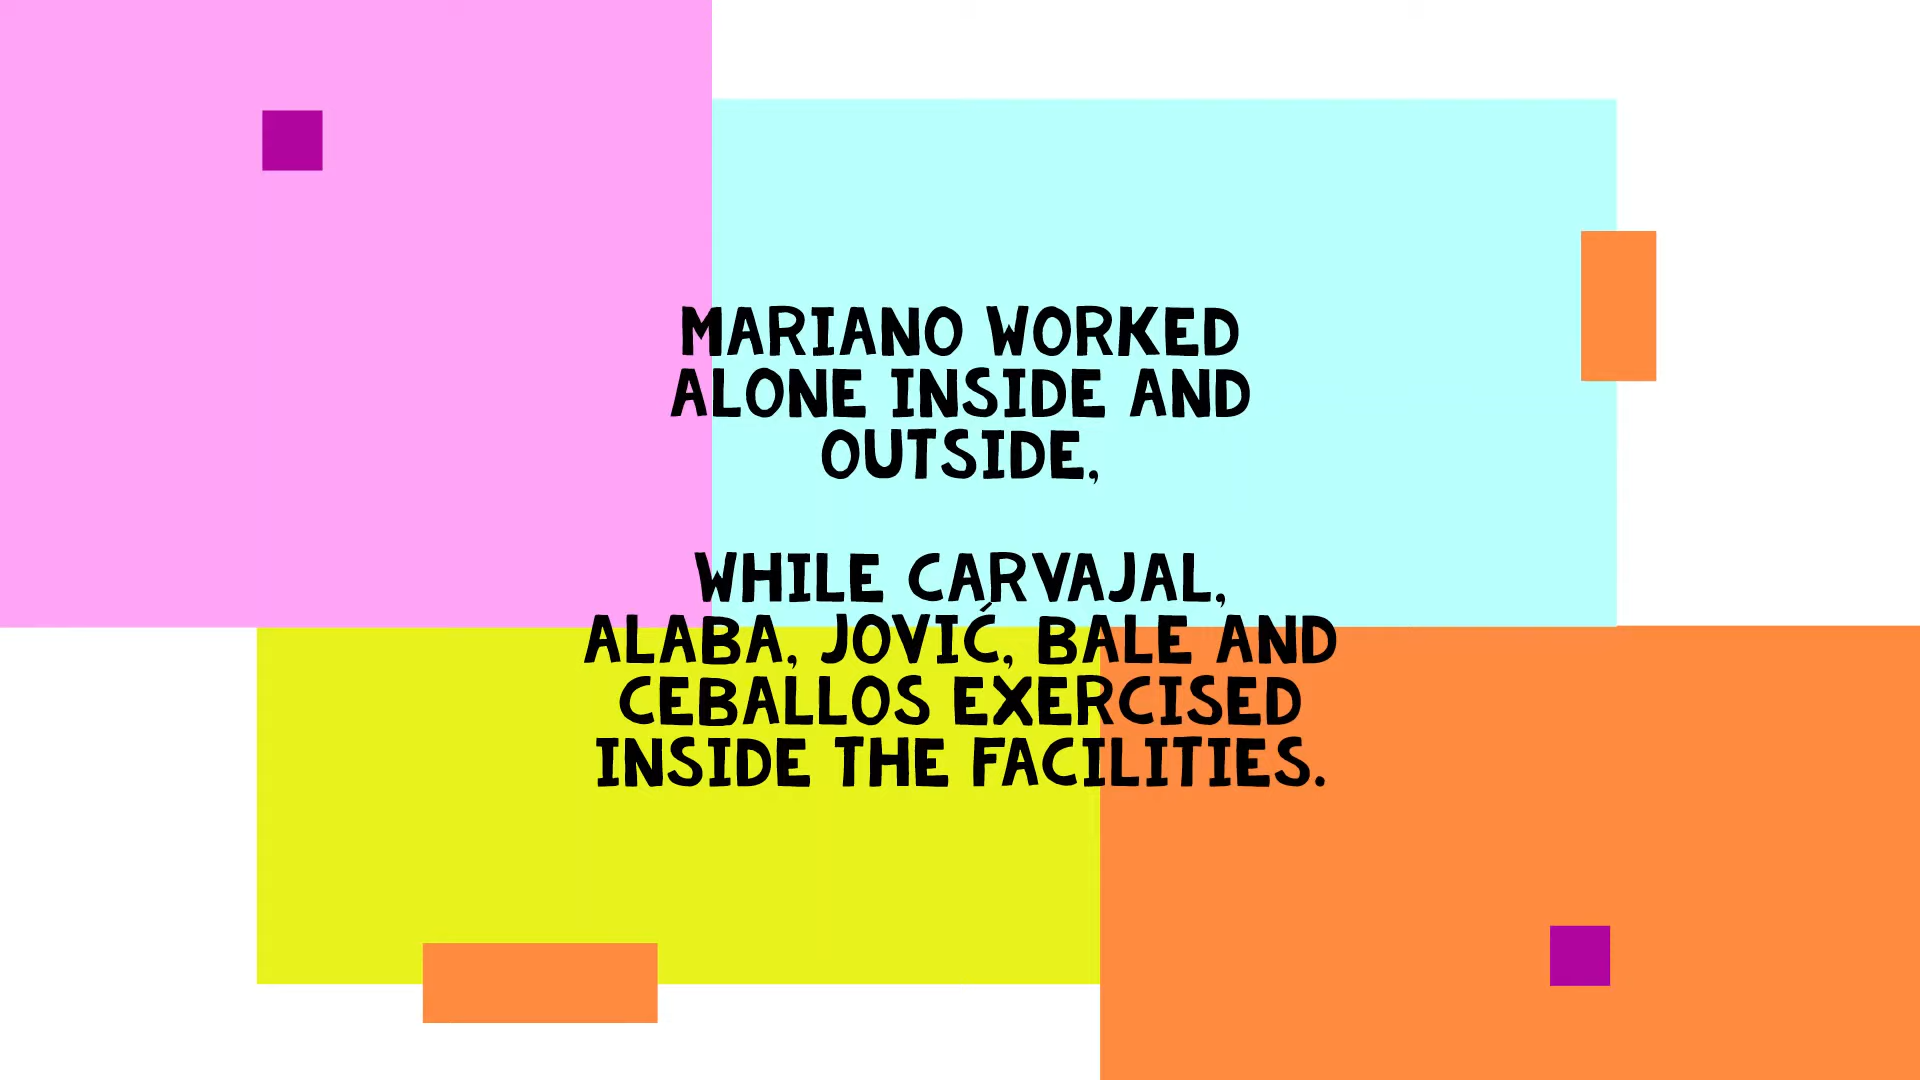 MARIANO WORKED
ALONE INSIDE AND
OUTSIDE,
WHILE CARVAJAL,
ALABA, JOVIĆ, BALE AND
CEBALLOS EXERCISED
INSIDE THE FACILITIES.